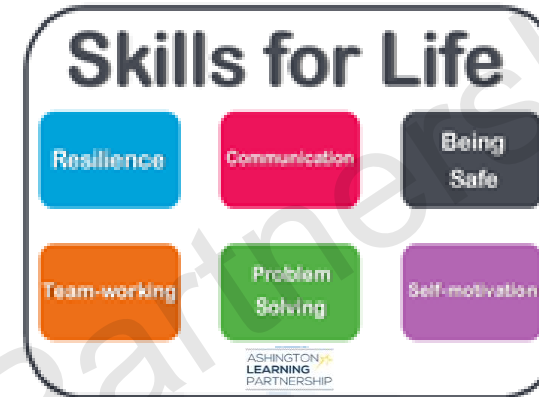 Skills for Life
Resilience
Communication
Being
Safe
Team-working
Problem
Solving
Self-motivation
ASHINGTON
LEARNING
PARTNERSHIP